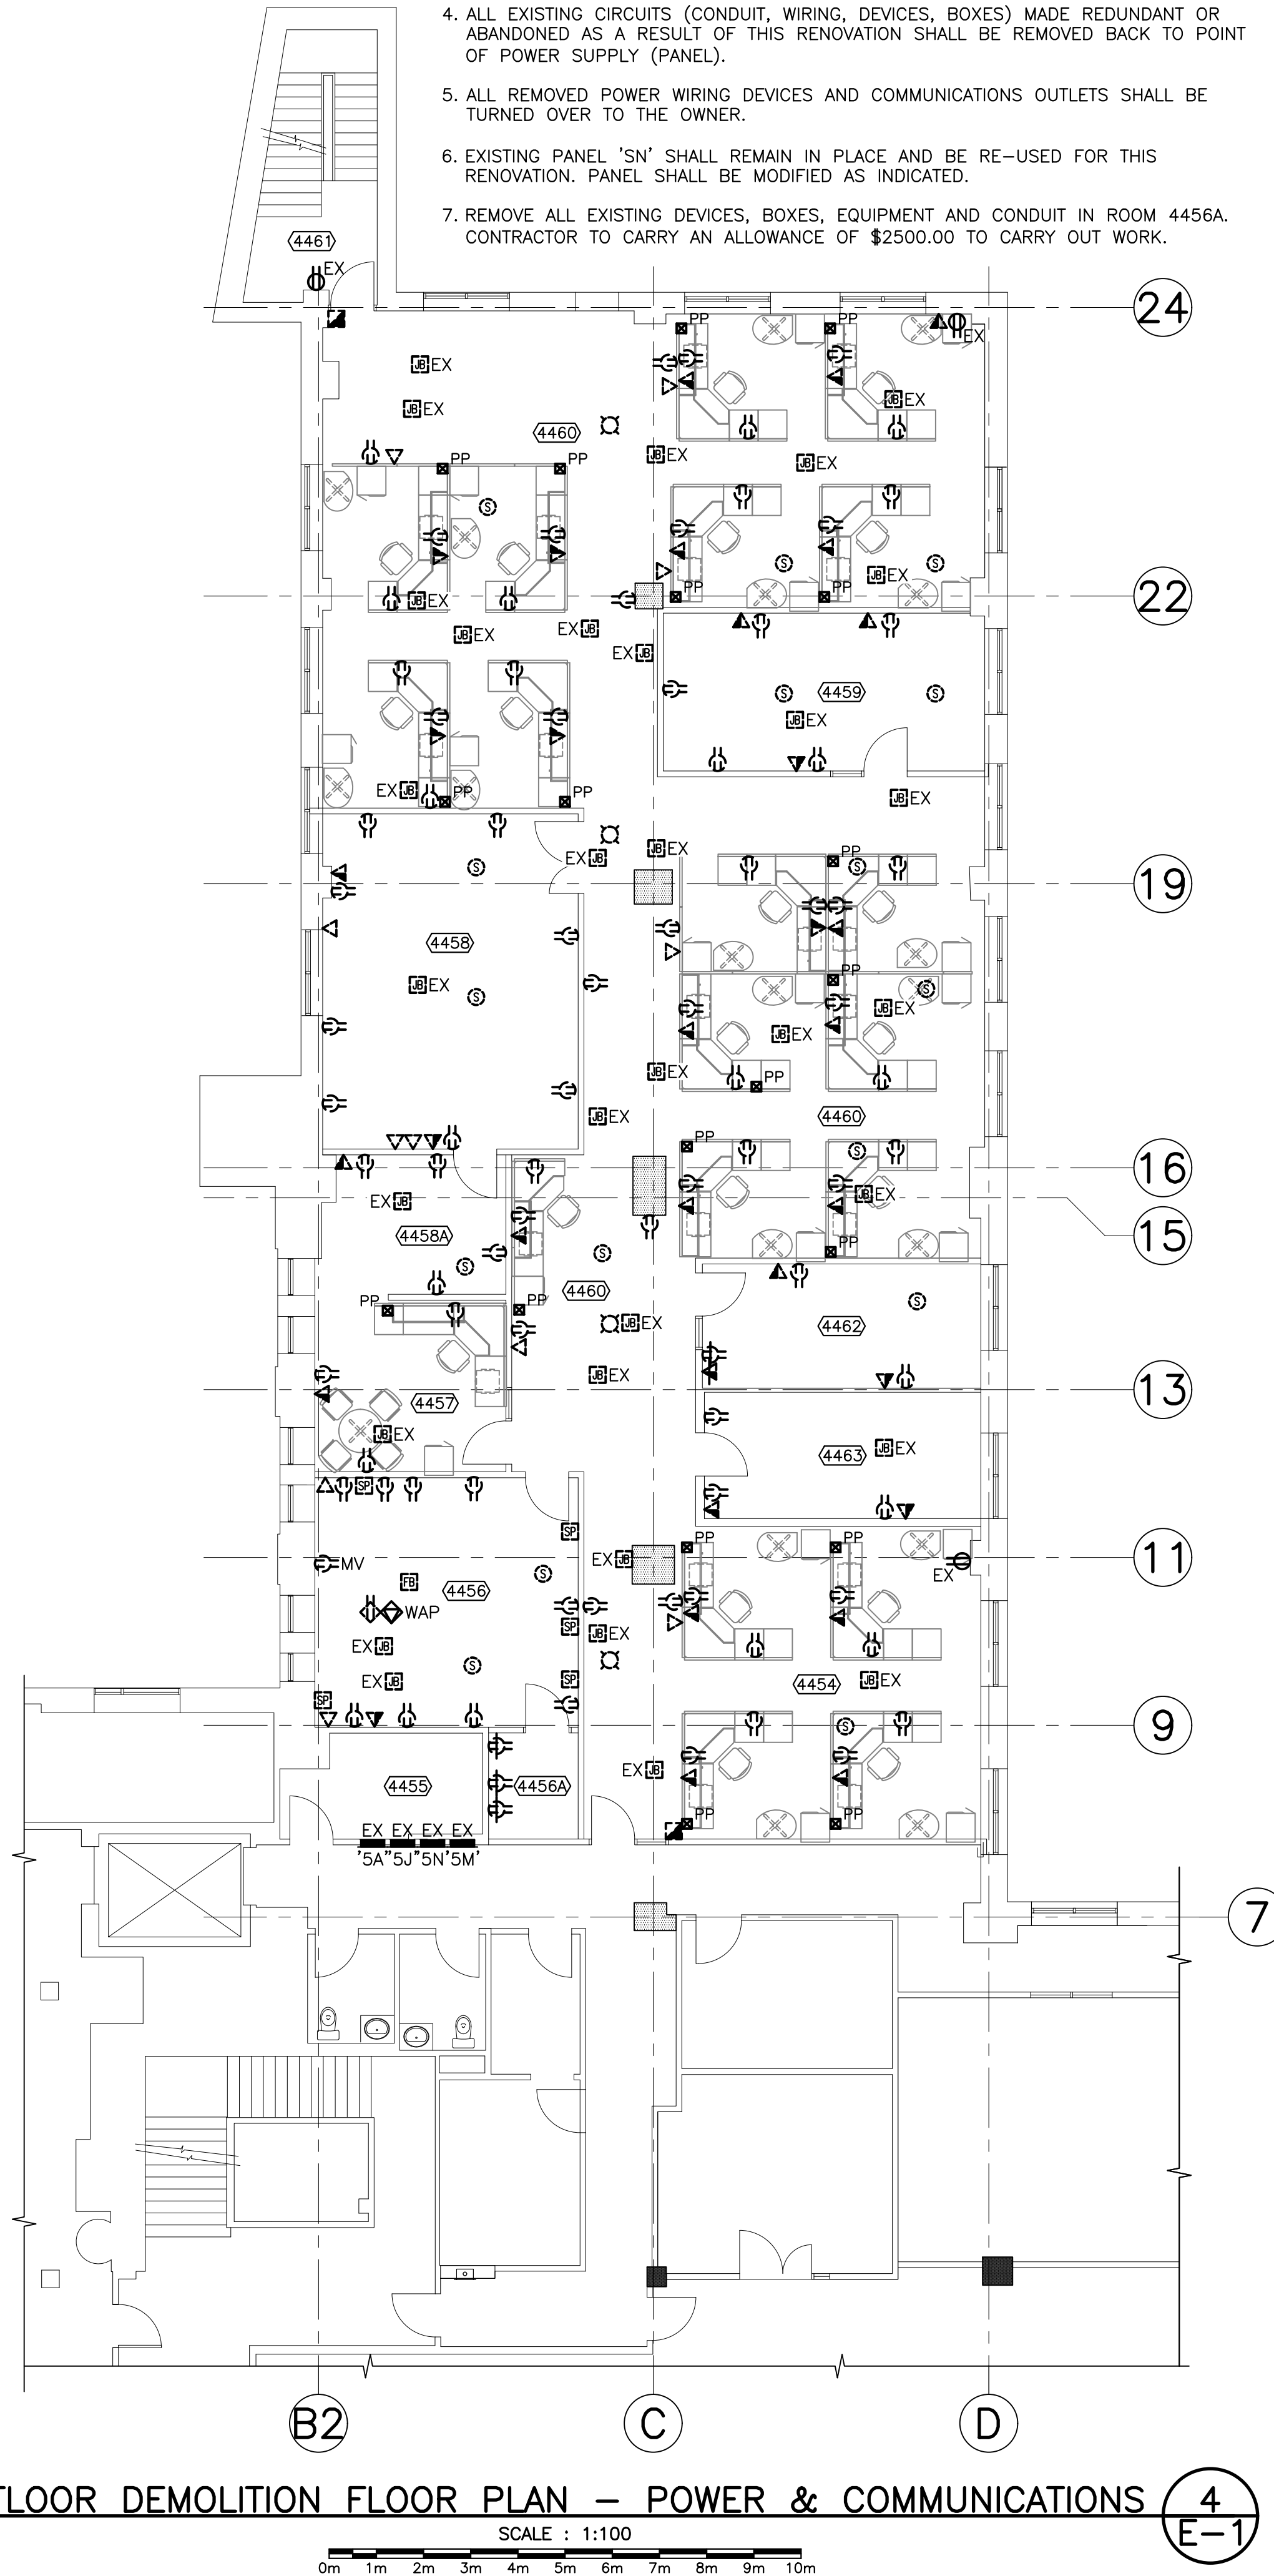 4. ALL EXISTING CIRCUITS (CONDUIT, WIRING, DEVICES, BOXES) MADE REDUNDANT OR
ABANDONED AS A RESULT OF THIS RENOVATION SHALL BE REMOVED BACK TO POINT
OF POWER SUPPLY (PANEL).
5. ALL REMOVED POWER WIRING DEVICES AND COMMUNICATIONS OUTLETS SHALL BE
TURNED OVER TO THE OWNER.
6. EXISTING PANEL 'SN' SHALL REMAIN IN PLACE AND BE RE-USED FOR THIS
RENOVATION. PANEL SHALL BE MODIFIED AS INDICATED.
7. REMOVE ALL EXISTING DEVICES, BOXES, EQUIPMENT AND CONDUIT IN ROOM 4456A.
CONTRACTOR TO CARRY AN ALLOWANCE OF $2500.00 TO CARRY OUT WORK.
4461
EX
24
PP PP
EX
JB EX
JB EX
JB EX
4460
JB EX
JB EX
PP PP
S
S S
JB EX
PP PP
JB EX
22
JB EX
EX JB
EX JB
S 4459 S
JB EX
EX JB
PP PP
JB EX
JB EX
EX JB
PP
S
S
19
4458
PP
JB EX
S
S
JB EX
JB EX
JB EX
PP
JB EX
4460
PP
S
16
EX JB
JB EX
15
4458A
S
S
PP
4460
S
PP
PP
JB EX
4462
JB EX
13
4457
JB EX
4463
JB EX
SP
SP
PP PP
EX JB
11
MV
EX
S
FB
4456
WAP
SP
JB EX
EX JB
S
EX JB
SP
JB EX
4454
SP
S
9
EX JB
4455
4456A
PP PP
EX EX EX EX
'5A' '5J' '5N' '5M'
7
B2 C D
FLOOR DEMOLITION FLOOR PLAN - POWER & COMMUNICATIONS
4
E-1
SCALE : 1:100
0m 1m 2m 3m 4m 5m 6m 7m 8m 9m 10m